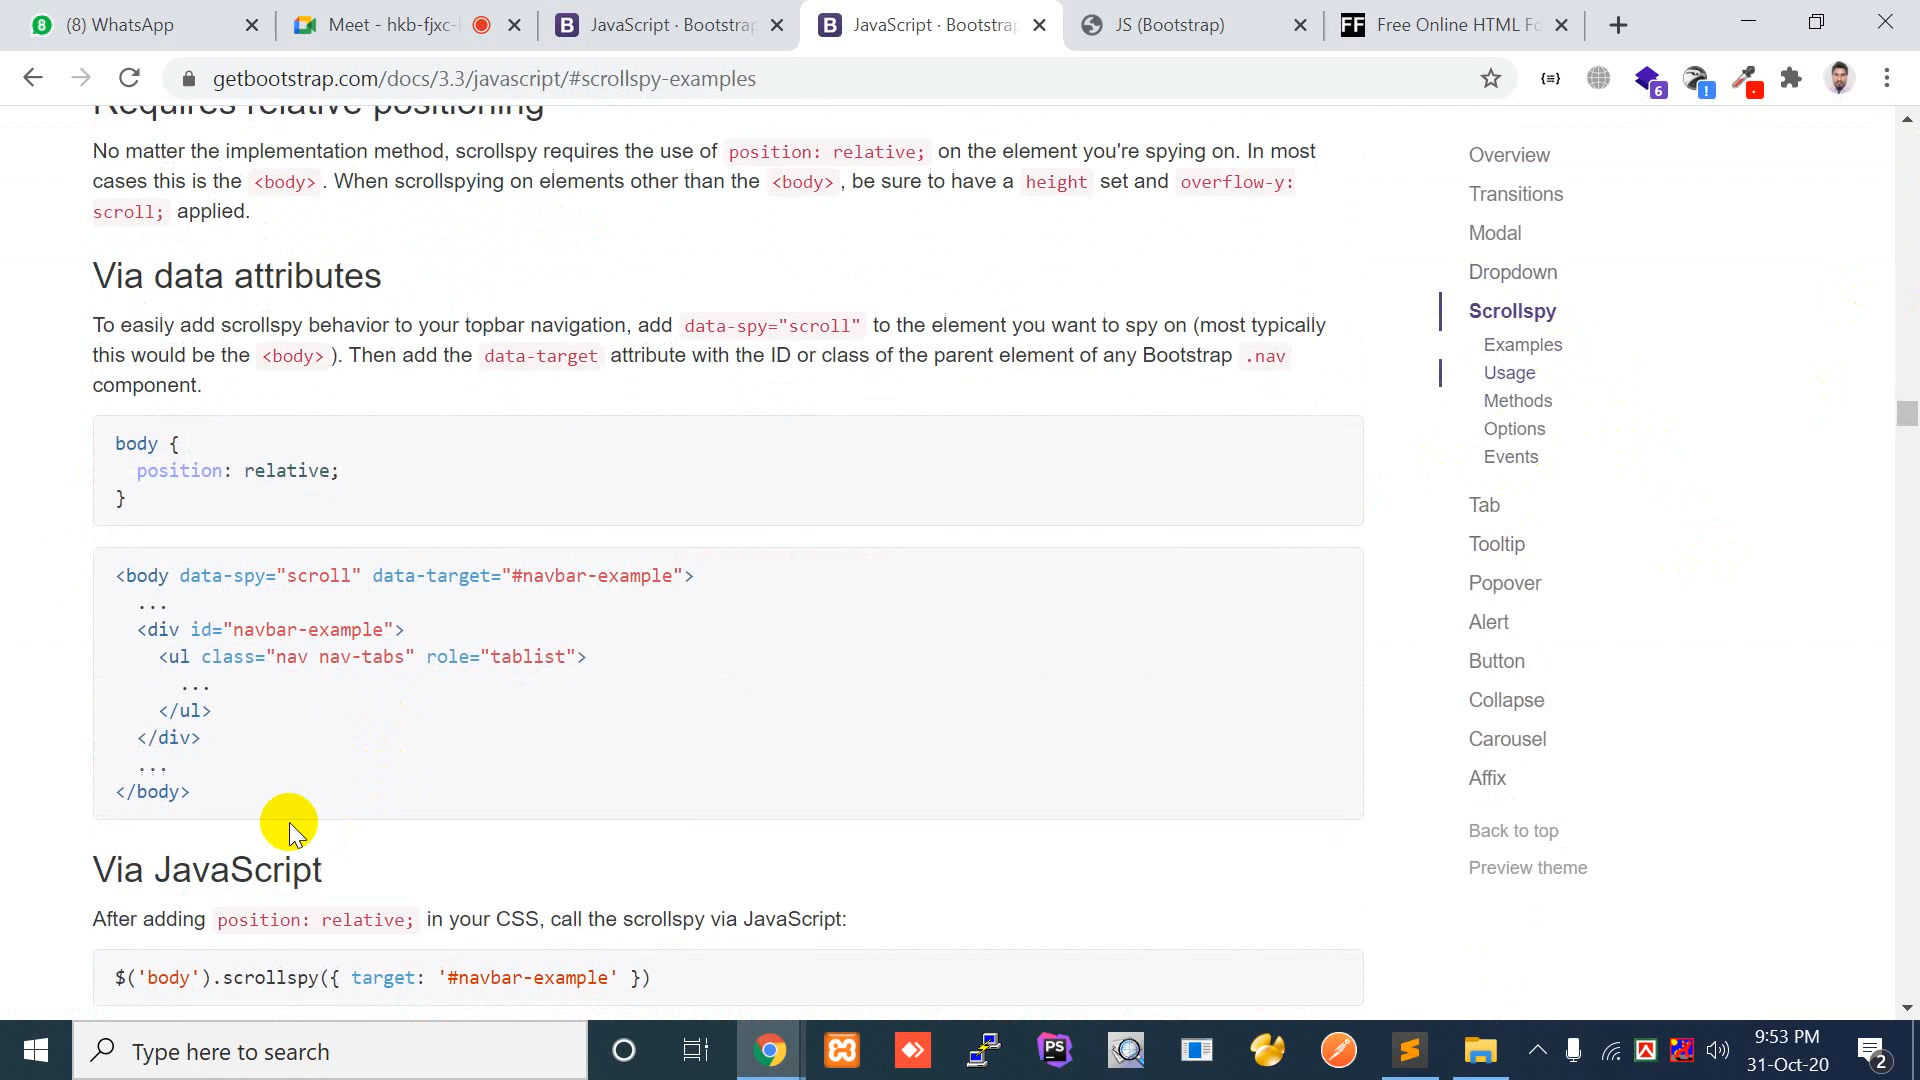 (8) WhatsApp
Meet - hkb-fjxc-
JavaScript · Bootstrap
JavaScript · Bootstrap
JS (Bootstrap)
FF Free Online HTML Fo
getbootstrap.com/docs/3.3/javascript/#scrollspy-examples
Requires relative positioning
No matter the implementation method, scrollspy requires the use of position: relative; on the element you're spying on. In most
cases this is the <body> . When scrollspying on elements other than the <body> , be sure to have a height set and overflow-y:
scroll; applied.
Via data attributes
To easily add scrollspy behavior to your topbar navigation, add data-spy="scroll" to the element you want to spy on (most typically
this would be the <body> ). Then add the data-target attribute with the ID or class of the parent element of any Bootstrap .nav
component.
body {
position: relative;
}
<body data-spy="scroll" data-target="#navbar-example">
...
<div id="navbar-example">
<ul class="nav nav-tabs" role="tablist">
...
</ul>
</div>
...
</body>
Via JavaScript
After adding position: relative; in your CSS, call the scrollspy via JavaScript:
$('body').scrollspy({ target: '#navbar-example' })
Overview
Transitions
Modal
Dropdown
Scrollspy
Examples
Usage
Methods
Options
Events
Tab
Tooltip
Popover
Alert
Button
Collapse
Carousel
Affix
Back to top
Preview theme
Type here to search
PS
9:53 PM
31-Oct-20
2